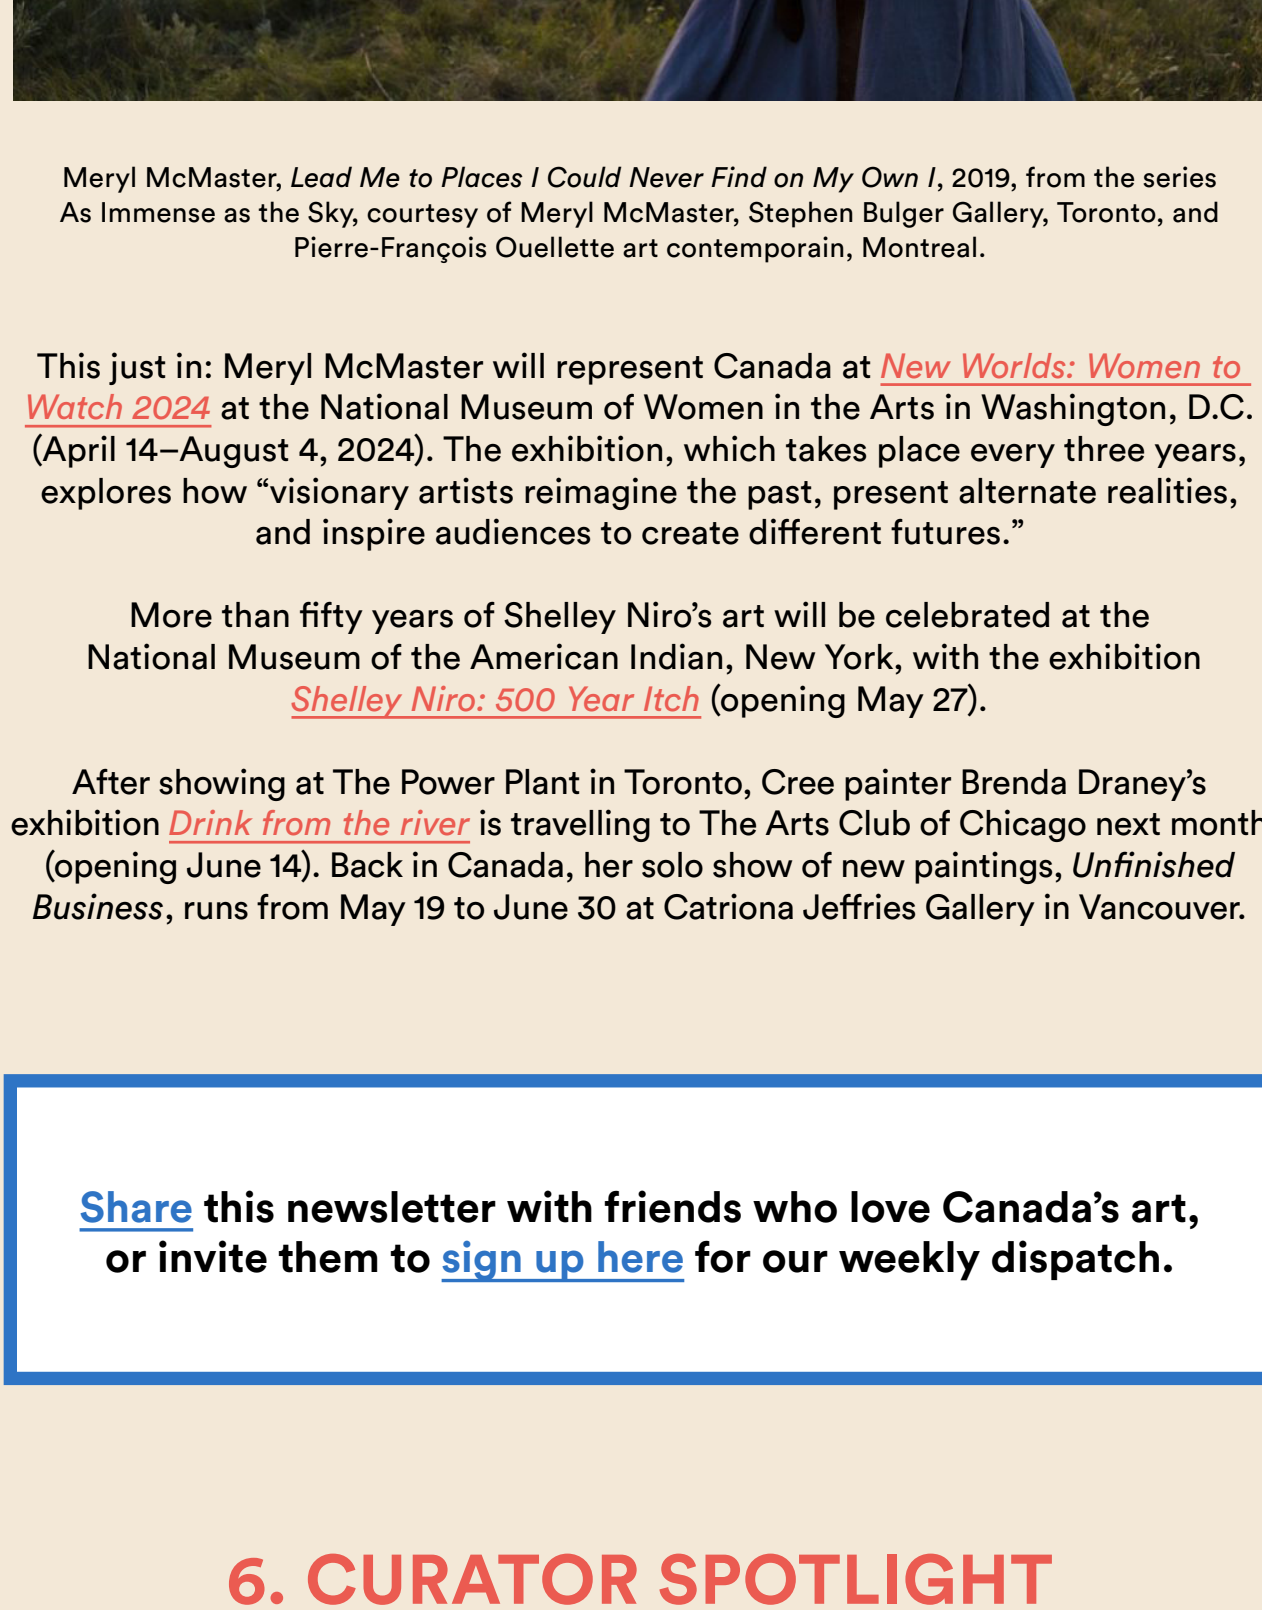 Meryl McMaster, Lead Me to Places I Could Never Find on My Own I, 2019, from the series
As Immense as the Sky, courtesy of Meryl McMaster, Stephen Bulger Gallery, Toronto, and
Pierre-François Ouellette art contemporain, Montreal.
This just in: Meryl McMaster will represent Canada at New Worlds: Women to
Watch 2024 at the National Museum of Women in the Arts in Washington, D.C.
(April 14–August 4, 2024). The exhibition, which takes place every three years,
explores how “visionary artists reimagine the past, present alternate realities,
and inspire audiences to create different futures.”
More than fifty years of Shelley Niro’s art will be celebrated at the
National Museum of the American Indian, New York, with the exhibition
Shelley Niro: 500 Year Itch (opening May 27).
After showing at The Power Plant in Toronto, Cree painter Brenda Draney’s
exhibition Drink from the river is travelling to The Arts Club of Chicago next month
(opening June 14). Back in Canada, her solo show of new paintings, Unfinished
Business, runs from May 19 to June 30 at Catriona Jeffries Gallery in Vancouver.
Share this newsletter with friends who love Canada’s art,
or invite them to sign up here for our weekly dispatch.
6. CURATOR SPOTLIGHT